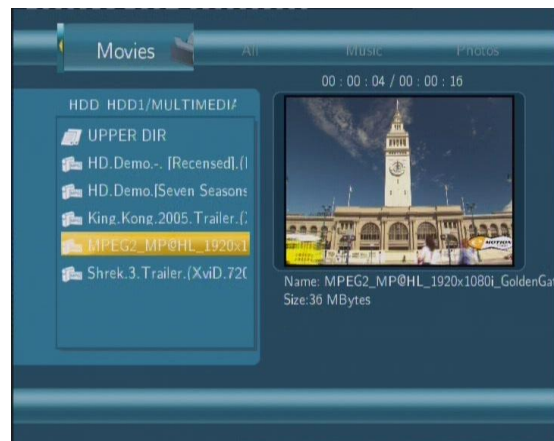 Movies All Music Photos
00 : 00 : 04 / 00 : 00 : 16
HDD HDD1/MULTIMEDIA
UPPER DIR
HD.Demo.-. [Recensed].(
HD.Demo.[Seven Seasons
King.Kong.2005.Trailer.(
MPEG2_MP@HL_1920x1
Shrek.3.Trailer.(XviD.720
MOTION
Name: MPEG2_MP@HL_1920x1080i_GoldenGat
Size:36 MBytes